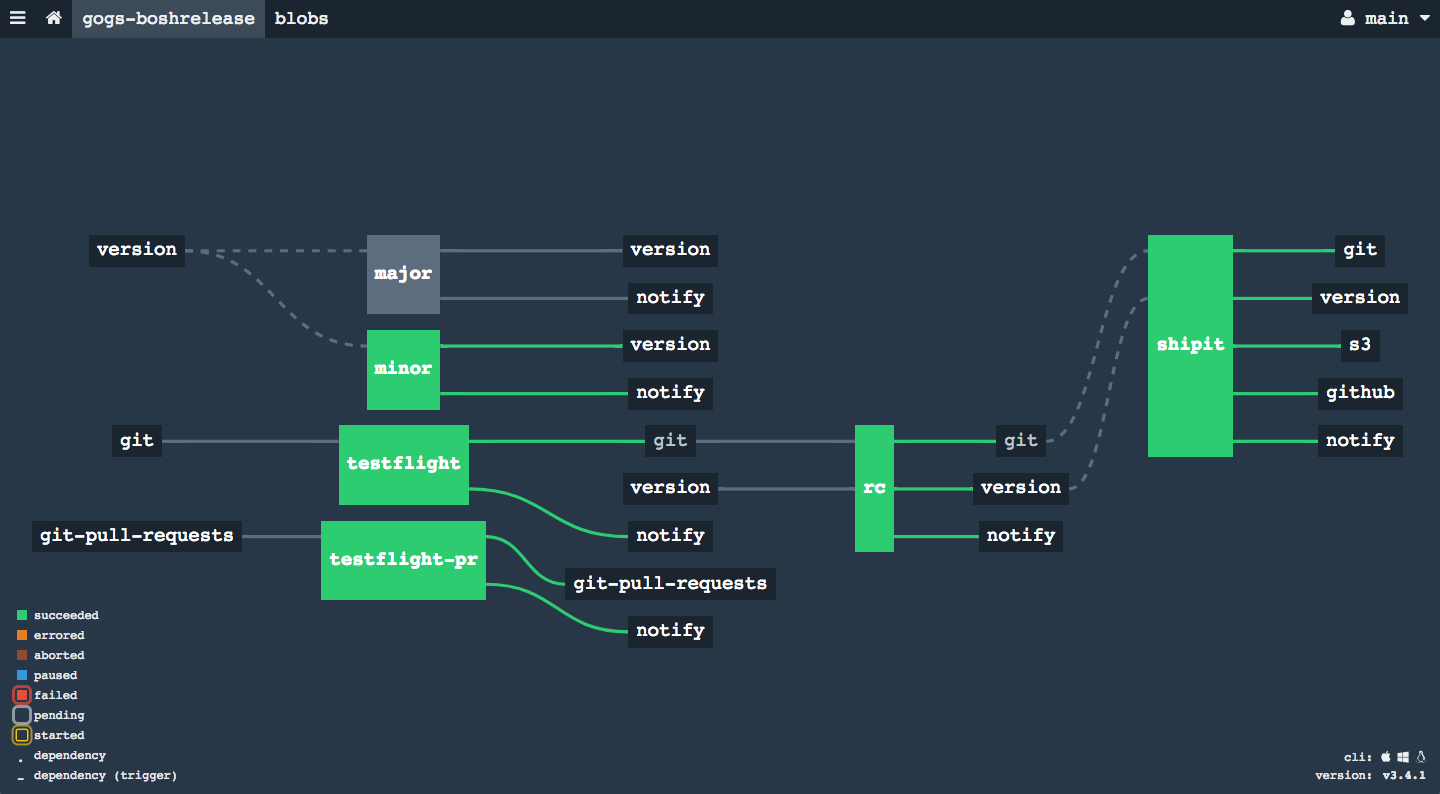 gogs-boshrelease blobs main
version major version
notify
minor version
notify
git testflight git rc git shipit git
version version version
notify notify s3
git-pull-requests testflight-pr git-pull-requests github
notify notify
succeeded
errored
aborted
paused
failed
pending
started
dependency
dependency (trigger)
cli:
version: v3.4.1